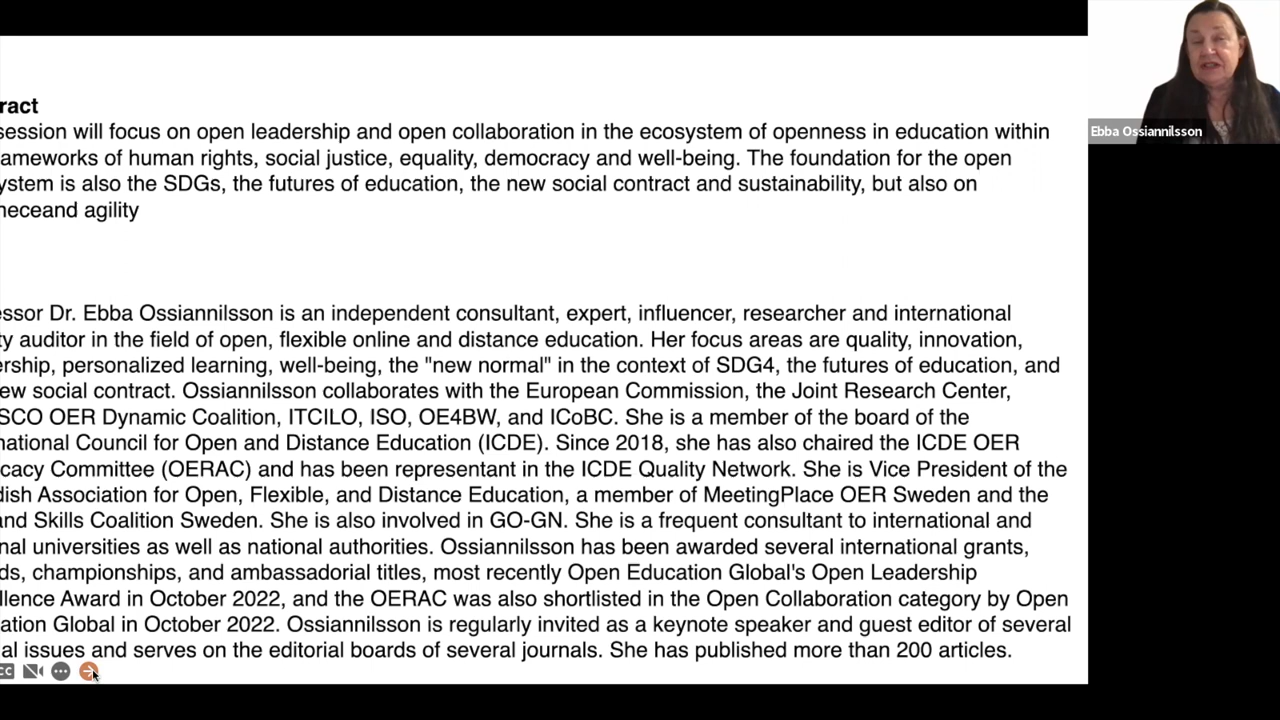 ract
session will focus on open leadership and open collaboration in the ecosystem of openness in education within
ameworks of human rights, social justice, equality, democracy and well-being. The foundation for the open
ystem is also the SDGs, the futures of education, the new social contract and sustainability, but also on
neceand agility
Ebba Ossiannilsson
essor Dr. Ebba Ossiannilsson is an independent consultant, expert, influencer, researcher and international
ty auditor in the field of open, flexible online and distance education. Her focus areas are quality, innovation,
ership, personalized learning, well-being, the "new normal" in the context of SDG4, the futures of education, and
ew social contract. Ossiannilsson collaborates with the European Commission, the Joint Research Center,
SCO OER Dynamic Coalition, ITCILO, ISO, OE4BW, and ICoBC. She is a member of the board of the
national Council for Open and Distance Education (ICDE). Since 2018, she has also chaired the ICDE OER
cacy Committee (OERAC) and has been representant in the ICDE Quality Network. She is Vice President of the
dish Association for Open, Flexible, and Distance Education, a member of MeetingPlace OER Sweden and the
and Skills Coalition Sweden. She is also involved in GO-GN. She is a frequent consultant to international and
nal universities as well as national authorities. Ossiannilsson has been awarded several international grants,
ds, championships, and ambassadorial titles, most recently Open Education Global's Open Leadership
llence Award in October 2022, and the OERAC was also shortlisted in the Open Collaboration category by Open
ation Global in October 2022. Ossiannilsson is regularly invited as a keynote speaker and guest editor of several
al issues and serves on the editorial boards of several journals. She has published more than 200 articles.
CC